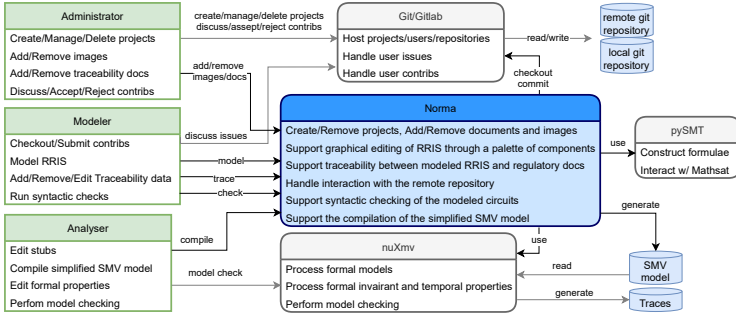 Administrator
Create/Manage/Delete projects
Add/Remove images
Add/Remove traceability docs
Discuss/Accept/Reject contribs
create/manage/delete projects
discuss/assept/reject contribs
add/remove
images/docs
Git/Gitlab
Host projects/users/repositories
Handle user issues
Handle user contribs
read/write
remote git
repository
local git
repository
checkout
commit
Modeler
Checkout/Submit contribs
Model RRIS
Add/Remove/Edit Traceability data
Run syntactic checks
discuss issues
model
trace
check
Norma
Create/Remove projects, Add/Remove documents and images
Support graphical editing of RRIS through a palette of components
Support traceability between modeled RRIS and regulatory docs
Handle interaction with the remote repository
Support syntactic checking of the modeled circuits
Support the compilation of the simplified SMV model
use
pySMT
Construct formulae
Interact w/ Mathsat
Analyser
Edit stubs
Compile simplified SMV model
Edit formal properties
Perfom model checking
compile
model check
use
generate
nuXmv
Process formal models
Process formal invairant and temporal properties
Perform model checking
read
SMV
model
generate
Traces